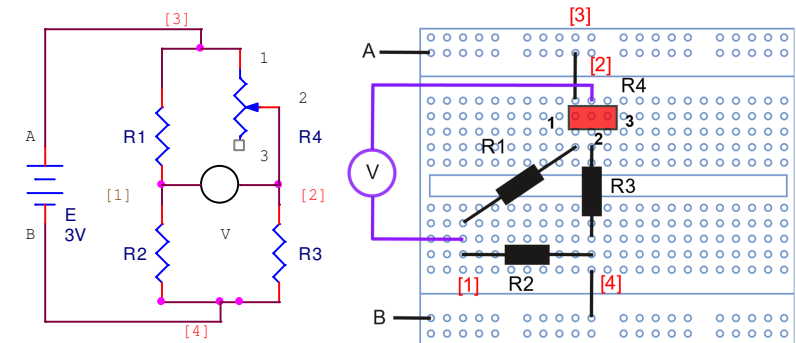 [3]
1
2
A
R1
R4
3
[1]
[2]
E
3V
B
V
R2
R3
[4]
[3]
A
[2]
R4
1
3
2
R1
V
R3
[1]
R2
[4]
B